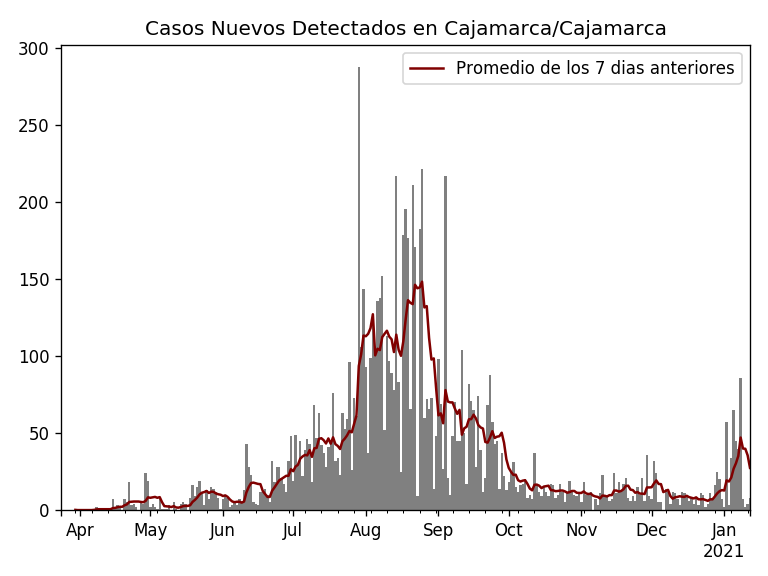 Casos Nuevos Detectados en Cajamarca/Cajamarca
Promedio de los 7 dias anteriores
300
250
200
150
100
50
0
Apr May Jun Jul Aug Sep Oct Nov Dec Jan
2021